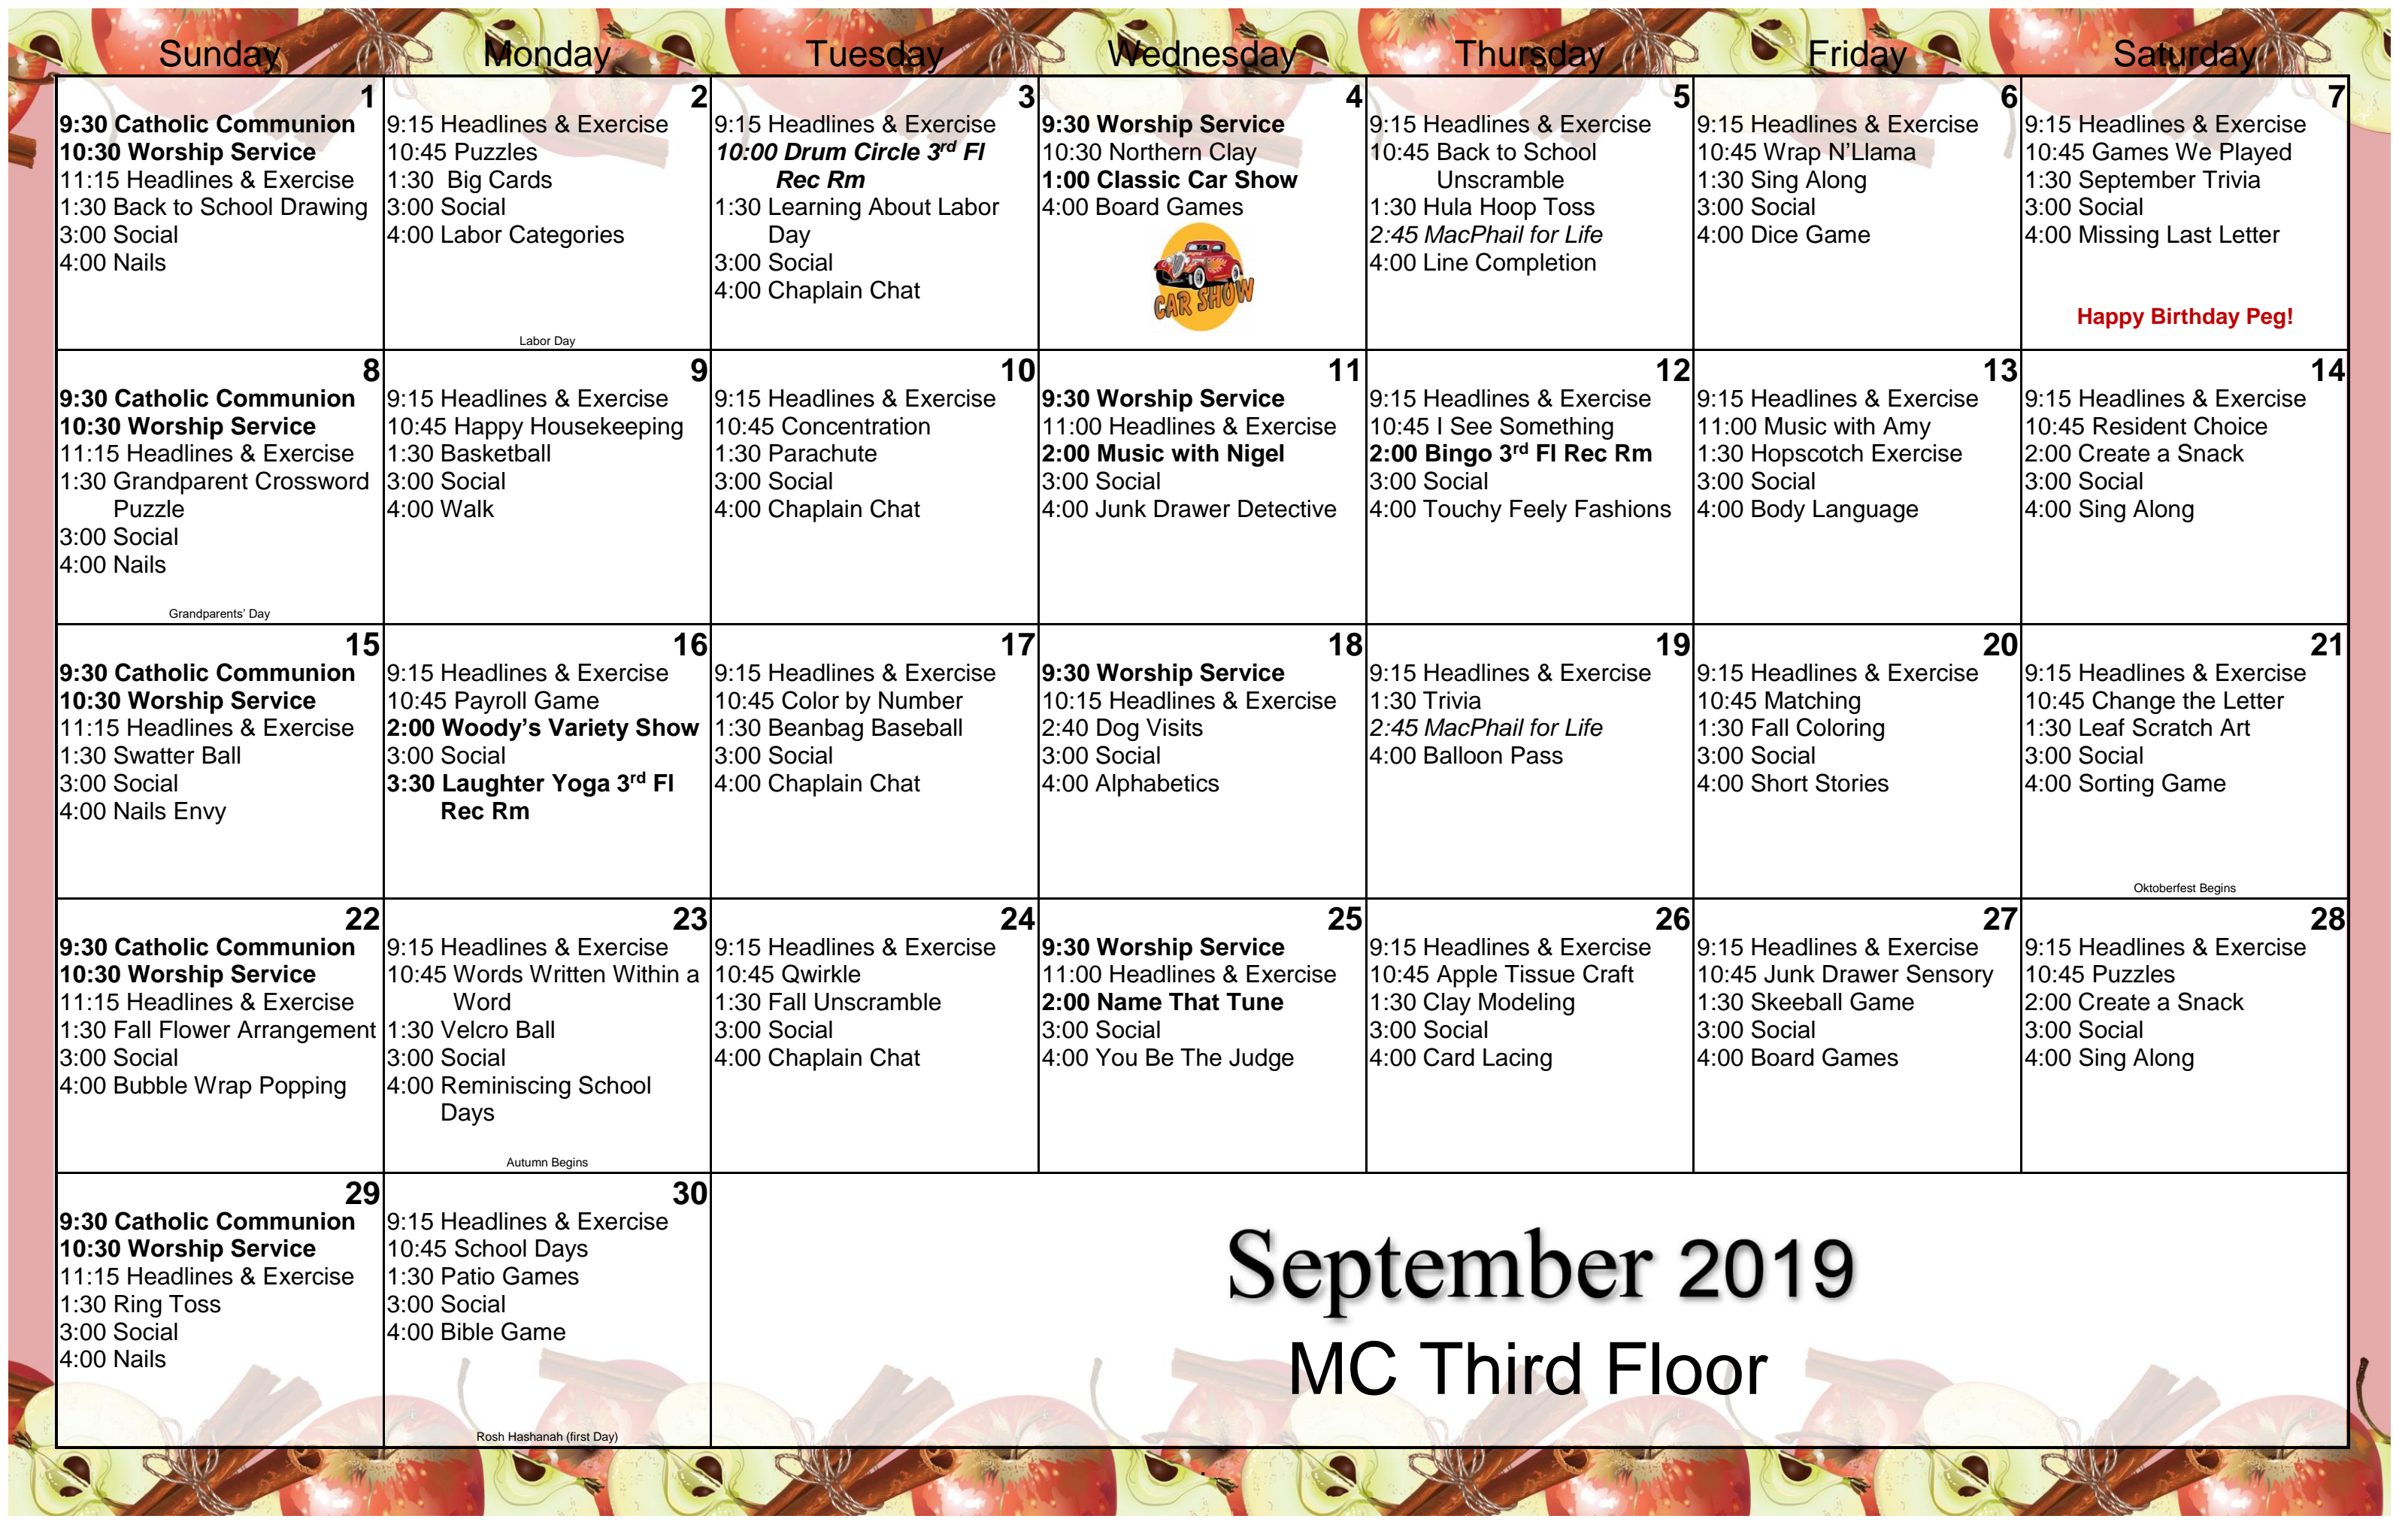 Sunday Monday Tuesday Wednesday Thursday Friday Saturday
1
9:30 Catholic Communion
10:30 Worship Service
11:15 Headlines & Exercise
1:30 Back to School Drawing
3:00 Social
4:00 Nails
2
9:15 Headlines & Exercise
10:45 Puzzles
1:30 Big Cards
3:00 Social
4:00 Labor Categories
Labor Day
3
9:15 Headlines & Exercise
10:00 Drum Circle 3rd Fl
Rec Rm
1:30 Learning About Labor
Day
3:00 Social
4:00 Chaplain Chat
4
9:30 Worship Service
10:30 Northern Clay
1:00 Classic Car Show
4:00 Board Games
CAR SHOW
5
9:15 Headlines & Exercise
10:45 Back to School
Unscramble
1:30 Hula Hoop Toss
2:45 MacPhail for Life
4:00 Line Completion
6
9:15 Headlines & Exercise
10:45 Wrap N’Llama
1:30 Sing Along
3:00 Social
4:00 Dice Game
7
9:15 Headlines & Exercise
10:45 Games We Played
1:30 September Trivia
3:00 Social
4:00 Missing Last Letter
Happy Birthday Peg!
8
9:30 Catholic Communion
10:30 Worship Service
11:15 Headlines & Exercise
1:30 Grandparent Crossword
Puzzle
3:00 Social
4:00 Nails
Grandparents’ Day
9
9:15 Headlines & Exercise
10:45 Happy Housekeeping
1:30 Basketball
3:00 Social
4:00 Walk
10
9:15 Headlines & Exercise
10:45 Concentration
1:30 Parachute
3:00 Social
4:00 Chaplain Chat
11
9:30 Worship Service
11:00 Headlines & Exercise
2:00 Music with Nigel
3:00 Social
4:00 Junk Drawer Detective
12
9:15 Headlines & Exercise
10:45 I See Something
2:00 Bingo 3rd Fl Rec Rm
3:00 Social
4:00 Touchy Feely Fashions
13
9:15 Headlines & Exercise
11:00 Music with Amy
1:30 Hopscotch Exercise
3:00 Social
4:00 Body Language
14
9:15 Headlines & Exercise
10:45 Resident Choice
2:00 Create a Snack
3:00 Social
4:00 Sing Along
15
9:30 Catholic Communion
10:30 Worship Service
11:15 Headlines & Exercise
1:30 Swatter Ball
3:00 Social
4:00 Nails Envy
16
9:15 Headlines & Exercise
10:45 Payroll Game
2:00 Woody’s Variety Show
3:00 Social
3:30 Laughter Yoga 3rd Fl
Rec Rm
17
9:15 Headlines & Exercise
10:45 Color by Number
1:30 Beanbag Baseball
3:00 Social
4:00 Chaplain Chat
18
9:30 Worship Service
10:15 Headlines & Exercise
2:40 Dog Visits
3:00 Social
4:00 Alphabetics
19
9:15 Headlines & Exercise
1:30 Trivia
2:45 MacPhail for Life
4:00 Balloon Pass
20
9:15 Headlines & Exercise
10:45 Matching
1:30 Fall Coloring
3:00 Social
4:00 Short Stories
21
9:15 Headlines & Exercise
10:45 Change the Letter
1:30 Leaf Scratch Art
3:00 Social
4:00 Sorting Game
Oktoberfest Begins
22
9:30 Catholic Communion
10:30 Worship Service
11:15 Headlines & Exercise
1:30 Fall Flower Arrangement
3:00 Social
4:00 Bubble Wrap Popping
23
9:15 Headlines & Exercise
10:45 Words Written Within a
Word
1:30 Velcro Ball
3:00 Social
4:00 Reminiscing School
Days
Autumn Begins
24
9:15 Headlines & Exercise
10:45 Qwirkle
1:30 Fall Unscramble
3:00 Social
4:00 Chaplain Chat
25
9:30 Worship Service
11:00 Headlines & Exercise
2:00 Name That Tune
3:00 Social
4:00 You Be The Judge
26
9:15 Headlines & Exercise
10:45 Apple Tissue Craft
1:30 Clay Modeling
3:00 Social
4:00 Card Lacing
27
9:15 Headlines & Exercise
10:45 Junk Drawer Sensory
1:30 Skeeball Game
3:00 Social
4:00 Board Games
28
9:15 Headlines & Exercise
10:45 Puzzles
2:00 Create a Snack
3:00 Social
4:00 Sing Along
29
9:30 Catholic Communion
10:30 Worship Service
11:15 Headlines & Exercise
1:30 Ring Toss
3:00 Social
4:00 Nails
30
9:15 Headlines & Exercise
10:45 School Days
1:30 Patio Games
3:00 Social
4:00 Bible Game
Rosh Hashanah (first Day)
September 2019
MC Third Floor